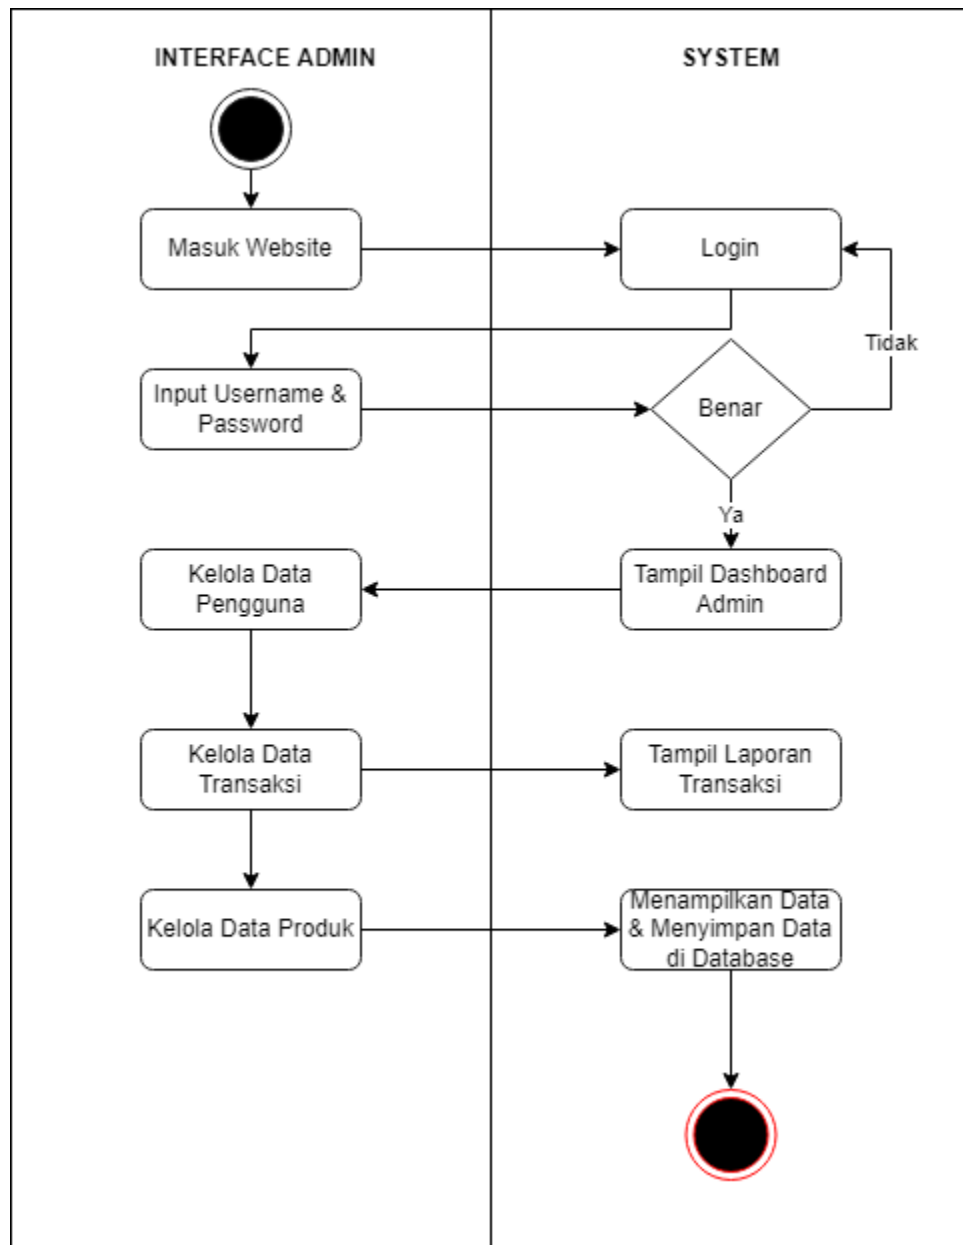 INTERFACE ADMIN
SYSTEM
Masuk Website
Login
Tidak
Input Username &
Password
Benar
Ya
Kelola Data
Pengguna
Tampil Dashboard
Admin
Kelola Data
Transaksi
Tampil Laporan
Transaksi
Kelola Data Produk
Menampilkan Data
& Menyimpan Data
di Database